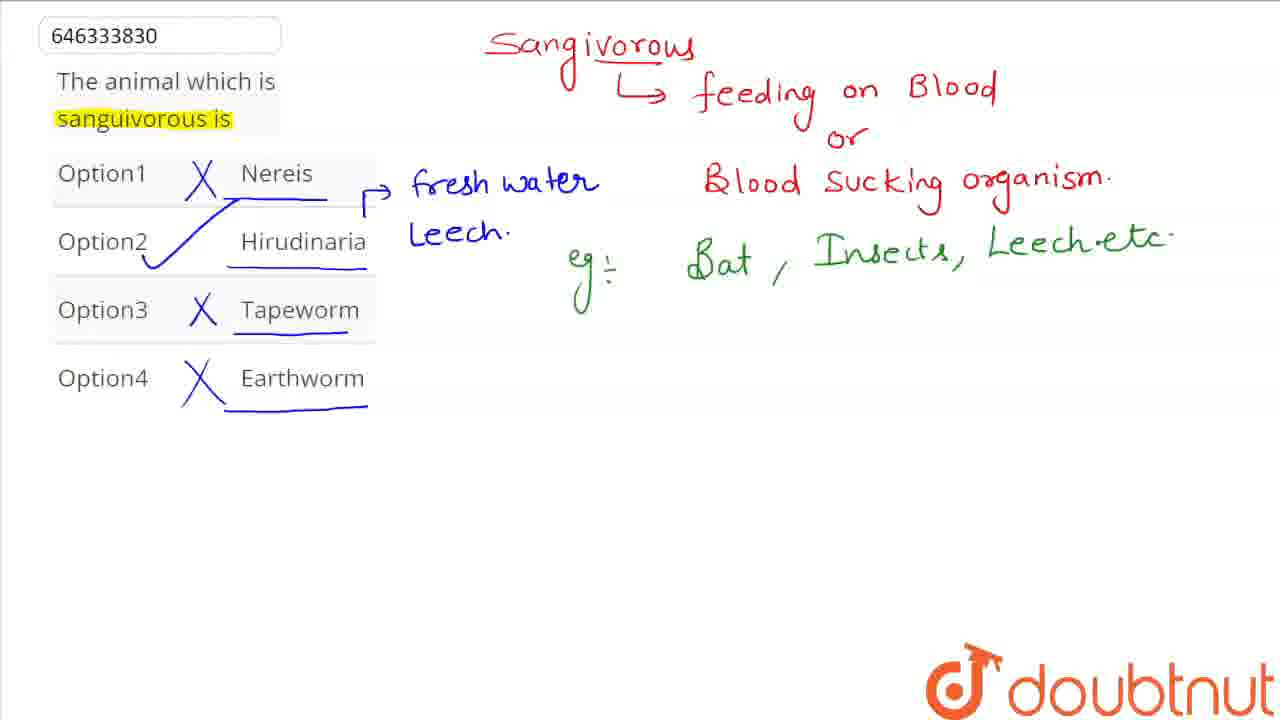 646333830
The animal which is
sanguivorous is
Option1 X Nereis
Option2 Hirudinaria
Option3 X Tapeworm
Option4 X Earthworm
fresh water
Leech.
Sangivorous
feeding on Blood
or
Blood sucking organism.
eg:- Bat, Insects, Leech.etc.
doubtnut